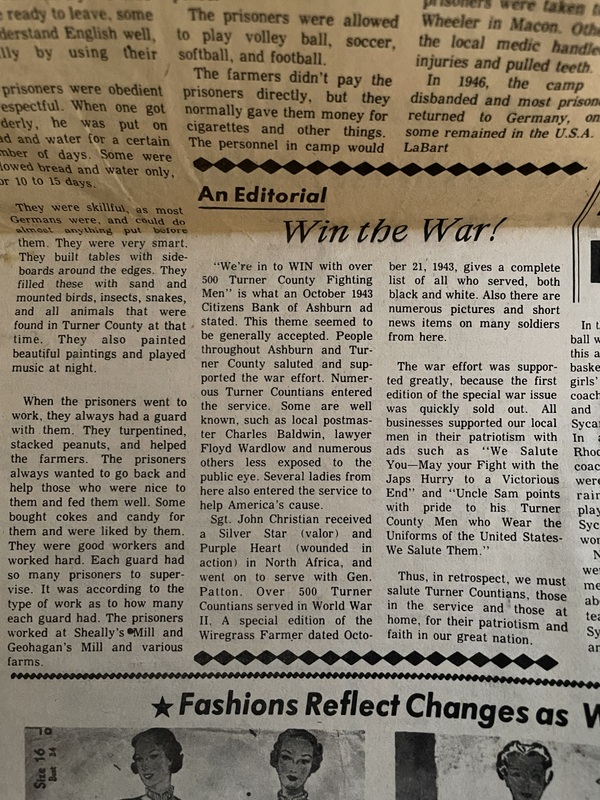 ready to leave, some
derstand English well,
by using their
prisoners were obedient
When one got
he was put on
and water for a certain
of days. Some were
bread and water only,
or 10 to 15 days.
They were skillful, as most
Germans were, and could do
almost anything put before
them. They were very smart.
They built tables with side-
boards around the edges. They
filled these with sand and
mounted birds, insects, snakes,
and all animals that were
found in Turner County at that
time. They also painted
beautiful paintings and played
music at night.
When the prisoners went to
work, they always had a guard
with them. They turpentined,
stacked peanuts, and helped
the farmers. The prisoners
always wanted to go back and
help those who were nice to
them and fed them well. Some
bought cokes and candy for
them and were liked by them.
They were good workers and
worked hard. Each guard had
so many prisoners to super-
vise. It was according to the
type of work as to how many
each guard had. The prisoners
worked at Sheally's Mill and
Geohagan's Mill and various
farms.
The prisoners were allowed
to play volley ball, soccer,
softball, and football.
The farmers didn't pay the
prisoners directly, but they
normally gave them money for
cigarettes and other things.
The personnel in camp would
prisoners were taken
Wheeler in Macon.
the local medic
injuries and pulled teeth.
In 1946, the camp
disbanded and most
returned to Germany,
some remained in the U.S.A.
LaBart
An Editorial
Win the War!
"We're in to WIN with over
500 Turner County Fighting
Men" is what an October 1943
Citizens Bank of Ashburn ad
stated. This theme seemed to
be generally accepted. People
throughout Ashburn and Tur-
ner County saluted and sup-
ported the war effort. Numer-
ous Turner Countians entered
the service. Some are well
known, such as local postmas-
ter Charles Baldwin, lawyer
Floyd Wardlow and numerous
others less exposed to the
public eye. Several ladies from
here also entered the service to
help America's cause.
Sgt. John Christian received
a Silver Star (valor) and
Purple Heart (wounded in
action) in North Africa, and
went on to serve with Gen.
Patton. Over 500 Turner
Countians served in World War
II. A special edition of the
Wiregrass Farmer dated Octo-
ber 21, 1943, gives a complete
list of all who served, both
black and white. Also there are
numerous pictures and short
news items on many soldiers
from here.
The war effort was suppor-
ted greatly, because the first
edition of the special war issue
was quickly sold out. All
businesses supported our local
men in their patriotism with
ads such as "We Salute
You—May your Fight with the
Japs Hurry to a Victorious
End" and "Uncle Sam points
with pride to his Turner
County Men who Wear the
Uniforms of the United States-
We Salute Them."
Thus, in retrospect, we must
salute Turner Countians, those
in the service and those at
home, for their patriotism and
faith in our great nation.
★ Fashions Reflect Changes as W
Size 16